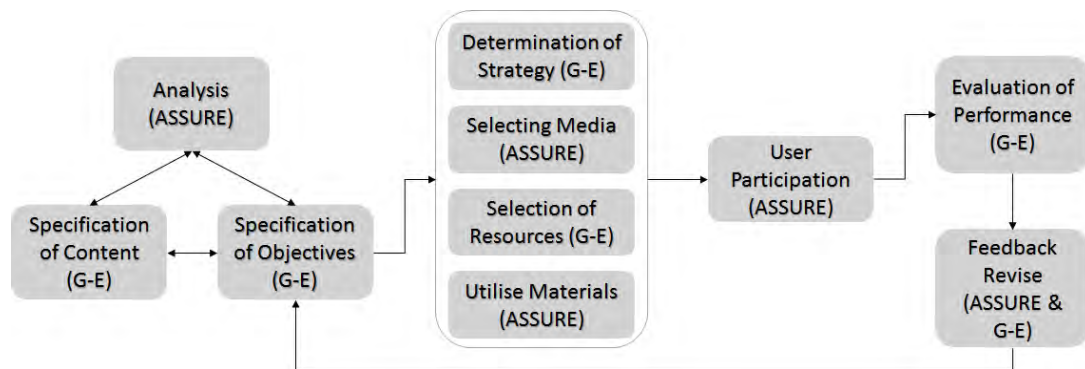 Analysis
(ASSURE)
Specification
of Content
(G-E)
Specification
of Objectives
(G-E)
Determination of
Strategy (G-E)
Selecting Media
(ASSURE)
Selection of
Resources (G-E)
Utilise Materials
(ASSURE)
User
Participation
(ASSURE)
Evaluation of
Performance
(G-E)
Feedback
Revise
(ASSURE &
G-E)